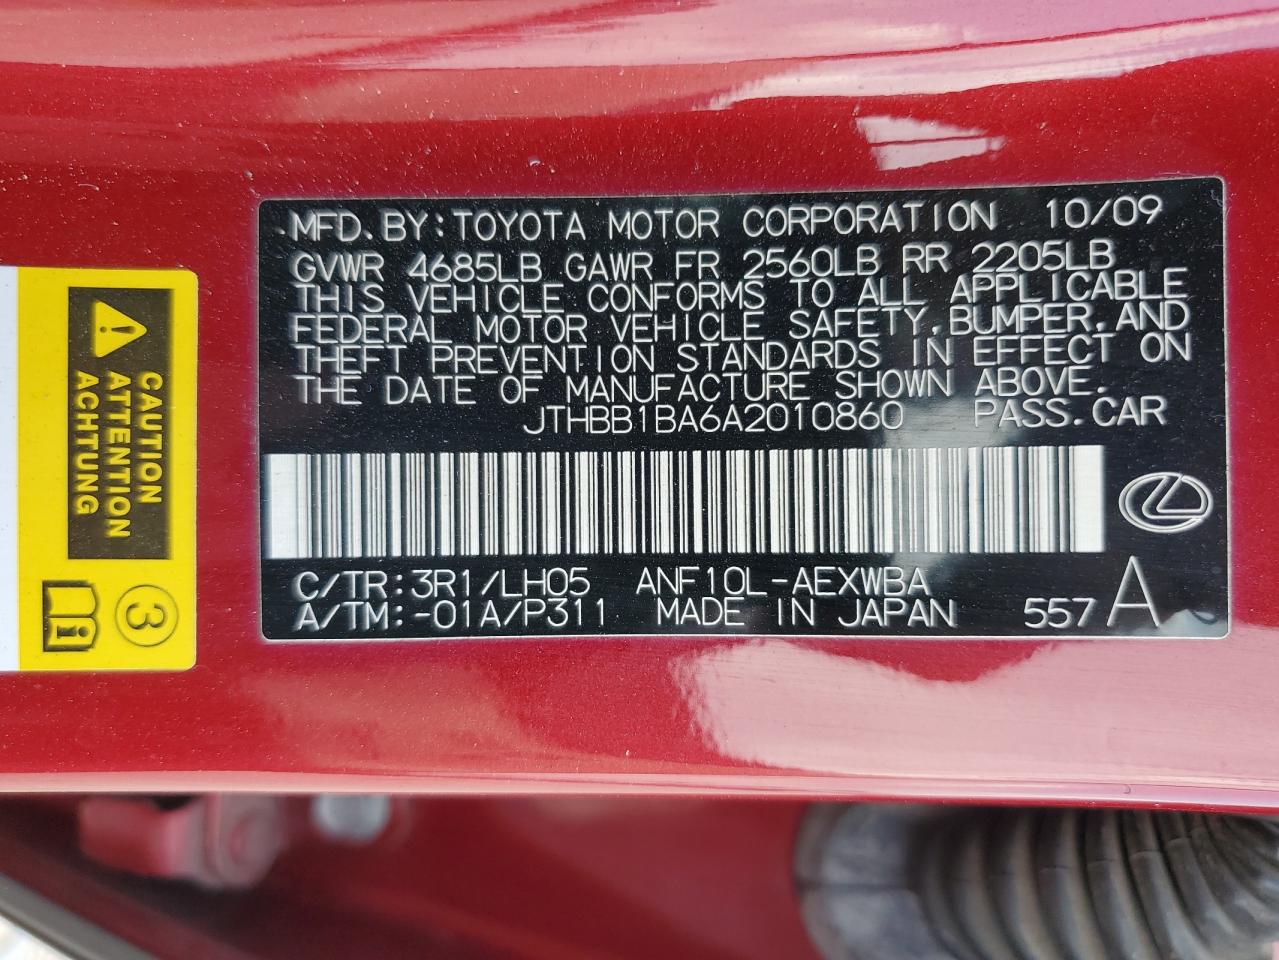 MFD. BY: TOYOTA MOTOR CORPORATION 10/09
GVWR 4685LB GAWR FR 2560LB RR 2205LB
THIS VEHICLE CONFORMS TO ALL APPLICABLE
FEDERAL MOTOR VEHICLE SAFETY, BUMPER, AND
THEFT PREVENTION STANDARDS IN EFFECT ON
THE DATE OF MANUFACTURE SHOWN ABOVE.
JTHBB1BA6A2010860 PASS. CAR
C/TR: 3R1/LH05 ANF10L-AEXWBA
A/TM: -01A/P311 MADE IN JAPAN 557 A
CAUTION
ATTENTION
ACHTUNG
3